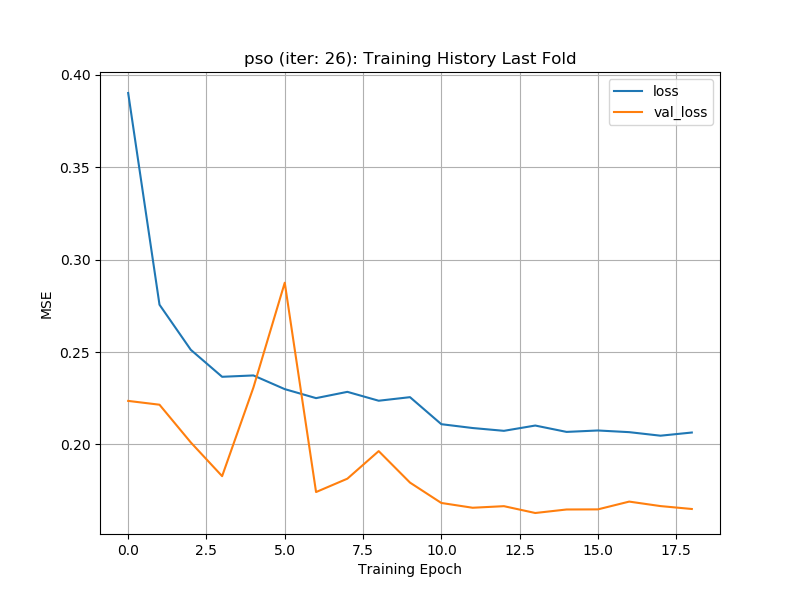 pso (iter: 26): Training History Last Fold
loss
val_loss
MSE
0.40
0.35
0.30
0.25
0.20
0.0 2.5 5.0 7.5 10.0 12.5 15.0 17.5
Training Epoch